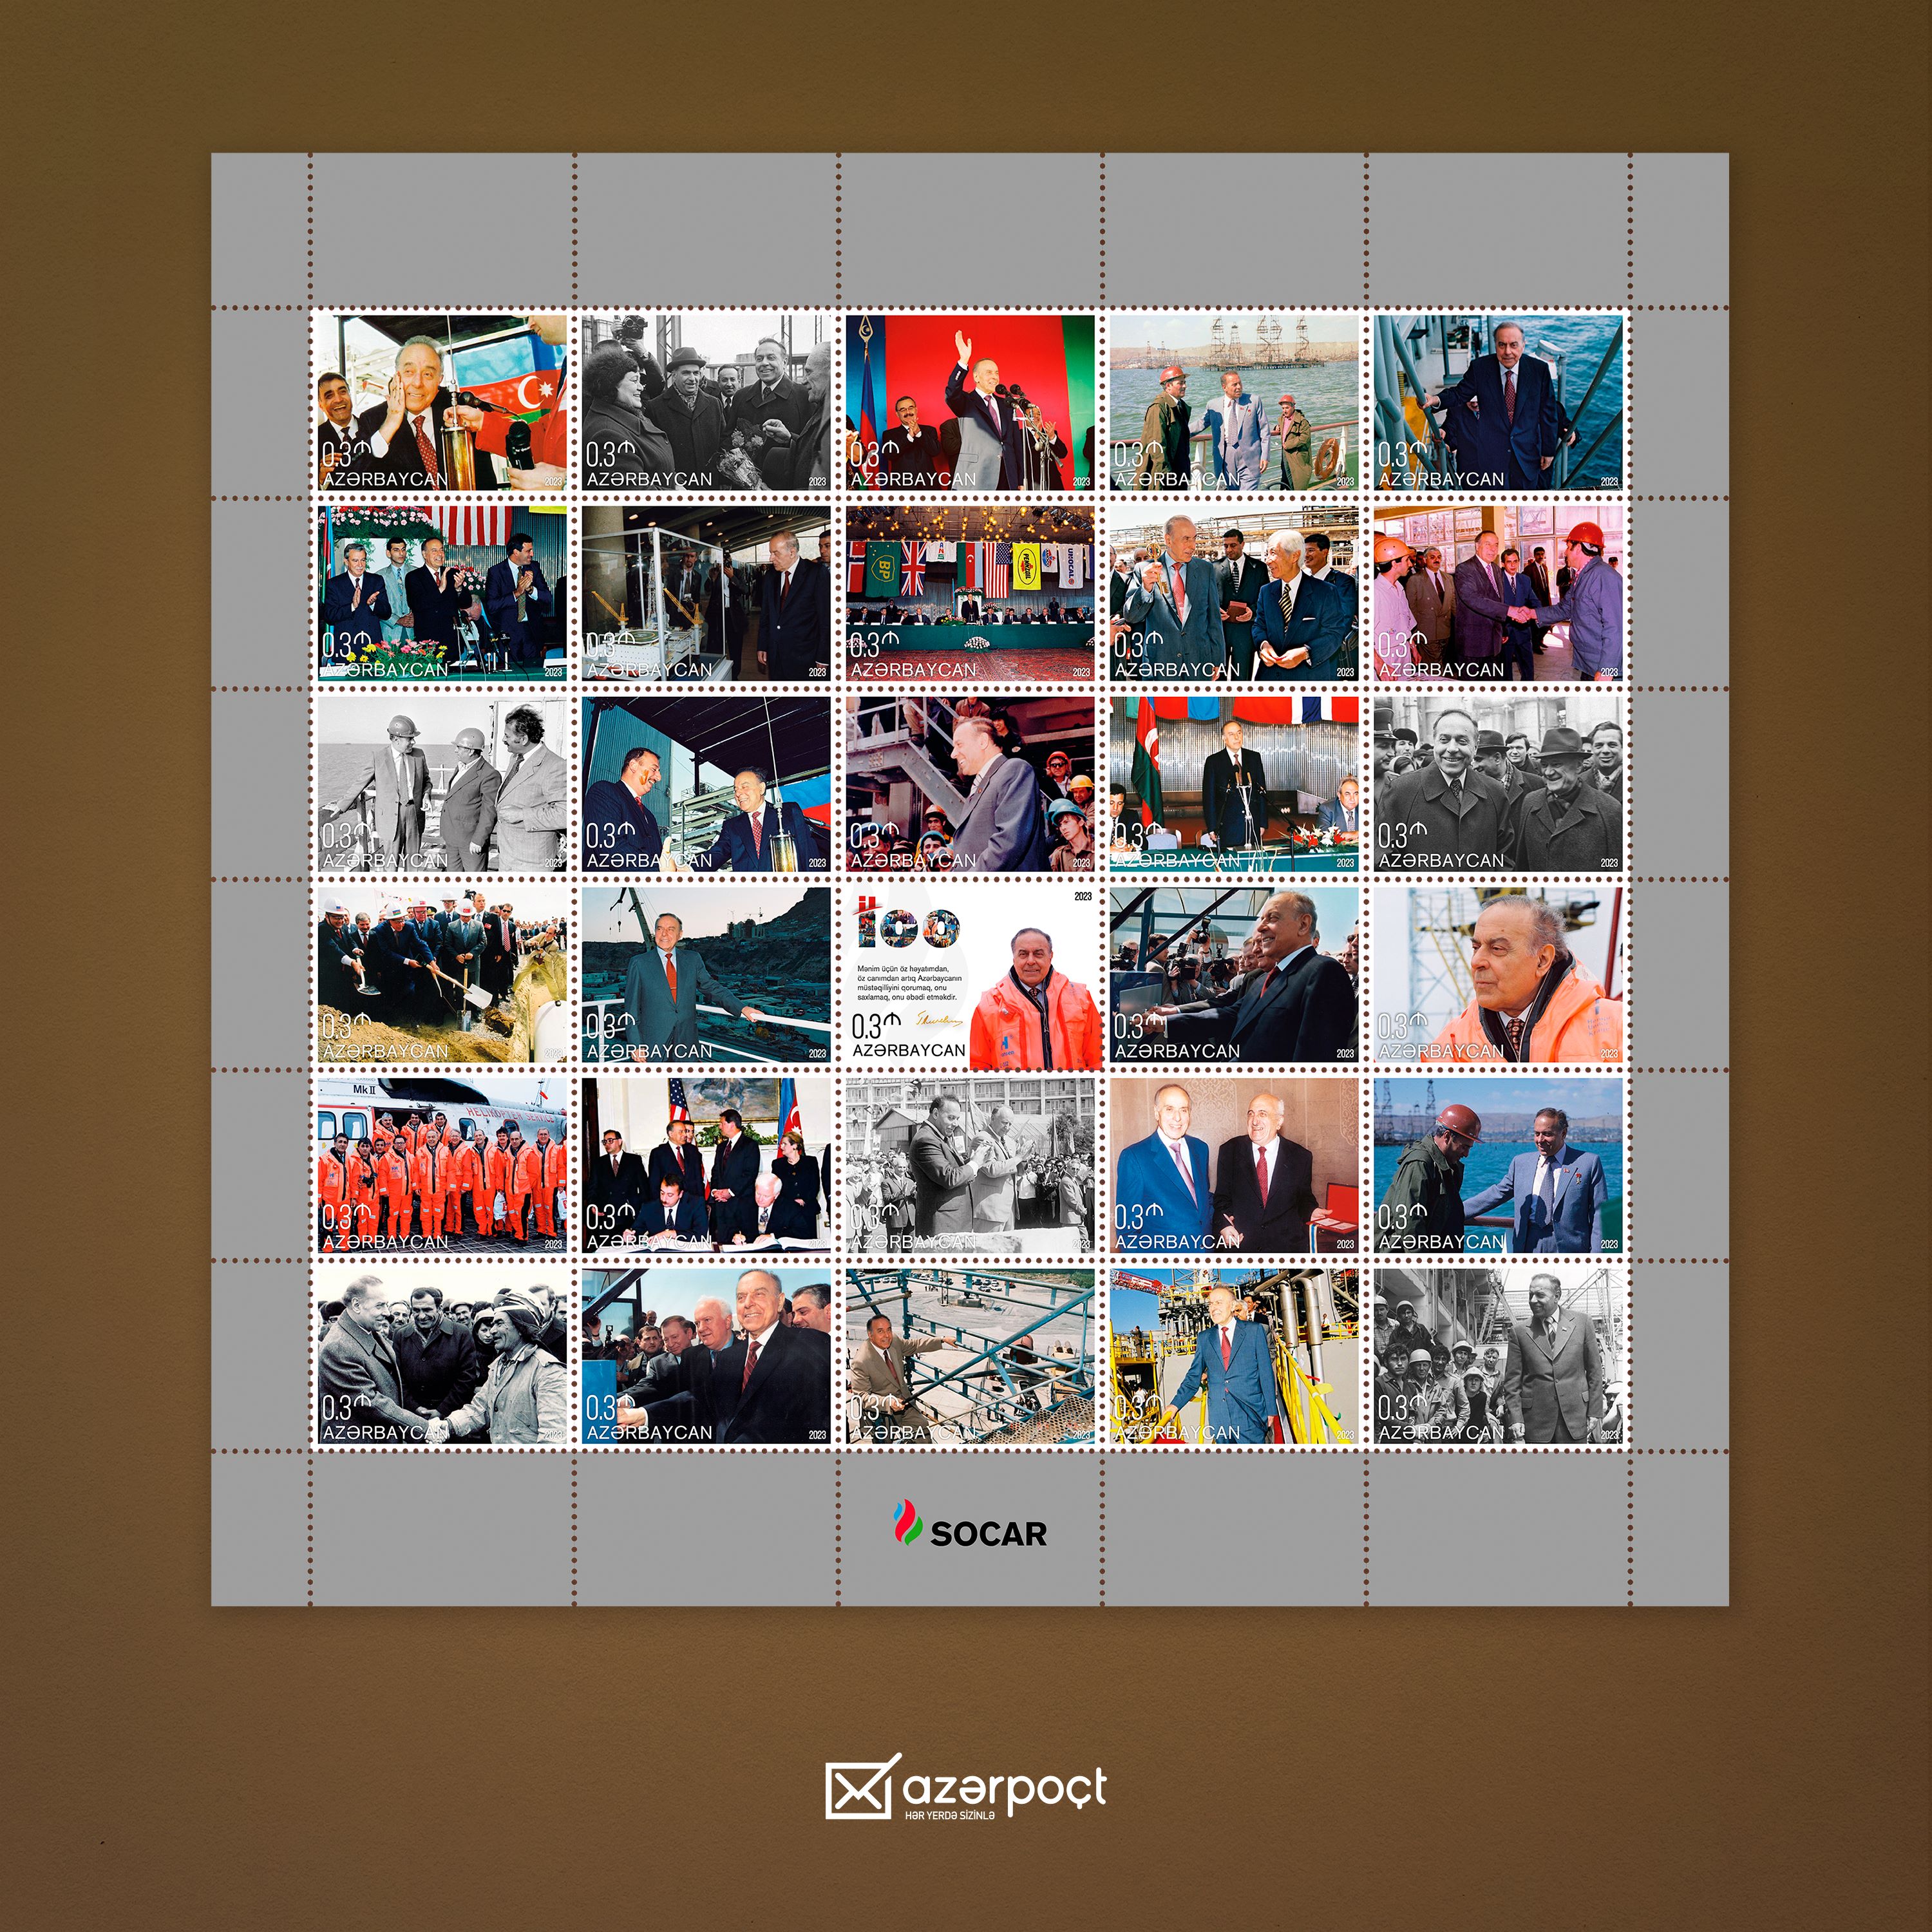 0.3₼ 0.3₼ 0.3₼ 0.3₼ 0.3₼
AZƏRBAYCAN 2023 AZƏRBAYCAN 2023 AZƏRBAYCAN 2023 AZƏRBAYCAN 2023 AZƏRBAYCAN 2023
BP
PENNZOIL
UNOCAL
0.3₼ 0.3₼ 0.3₼ 0.3₼ 0.3₼
AZƏRBAYCAN 2023 AZƏRBAYCAN 2023 AZƏRBAYCAN 2023 AZƏRBAYCAN 2023 AZƏRBAYCAN 2023
0.3₼ 0.3₼ 0.3₼ 0.3₼ 0.3₼
AZƏRBAYCAN 2023 AZƏRBAYCAN 2023 AZƏRBAYCAN 2023 AZƏRBAYCAN 2023 AZƏRBAYCAN 2023
2023
il
100
Mənim üçün öz həyatımdan,
öz canımdan artıq Azərbaycanın
müstəqilliyini qorumaq, onu
saxlamaq, onu əbədi etməkdir.
0.3₼ 0.3₼ 0.3₼ 0.3₼ 0.3₼
AZƏRBAYCAN 2023 AZƏRBAYCAN 2023 AZƏRBAYCAN AZƏRBAYCAN 2023 AZƏRBAYCAN 2023
Mk II
HELIKOPTER SERVICE
0.3₼ 0.3₼ 0.3₼ 0.3₼ 0.3₼
AZƏRBAYCAN 2023 AZƏRBAYCAN 2023 AZƏRBAYCAN 2023 AZƏRBAYCAN 2023 AZƏRBAYCAN 2023
0.3₼ 0.3₼ 0.3₼ 0.3₼ 0.3₼
AZƏRBAYCAN 2023 AZƏRBAYCAN 2023 AZƏRBAYCAN 2023 AZƏRBAYCAN 2023 AZƏRBAYCAN 2023
SOCAR
azərpoçt
HƏR YERDƏ SİZİNLƏ